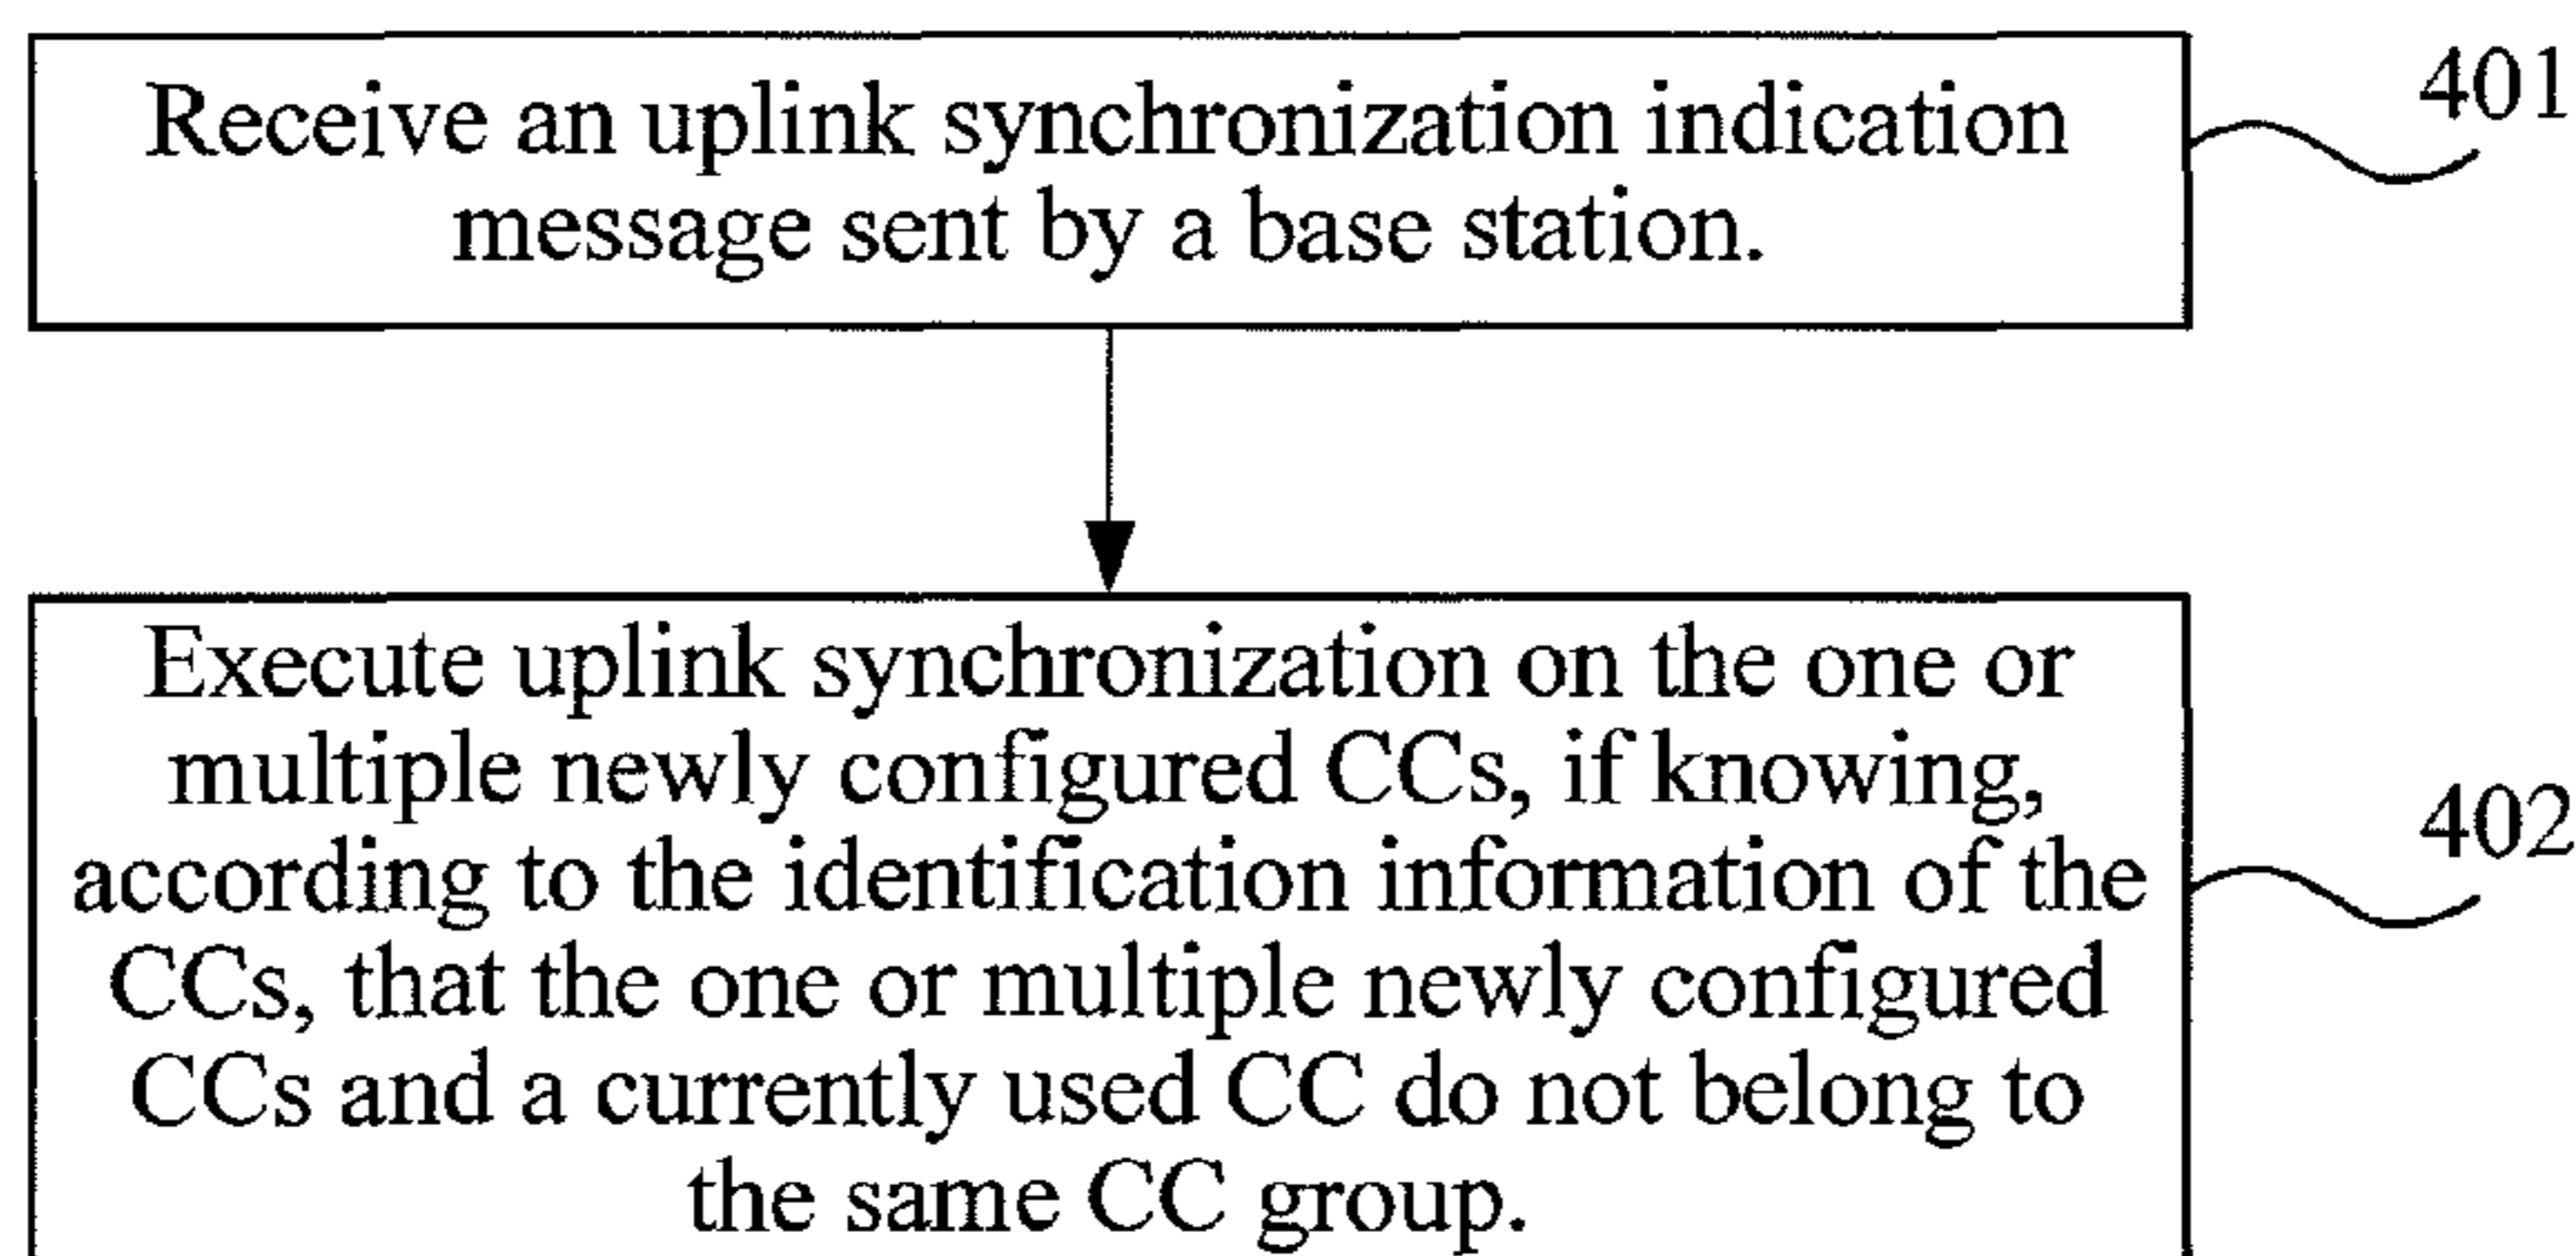 Receive an uplink synchronization indication
message sent by a base station.
401
Execute uplink synchronization on the one or
multiple newly configured CCs, if knowing,
according to the identification information of the
CCs, that the one or multiple newly configured
CCs and a currently used CC do not belong to
the same CC group.
402